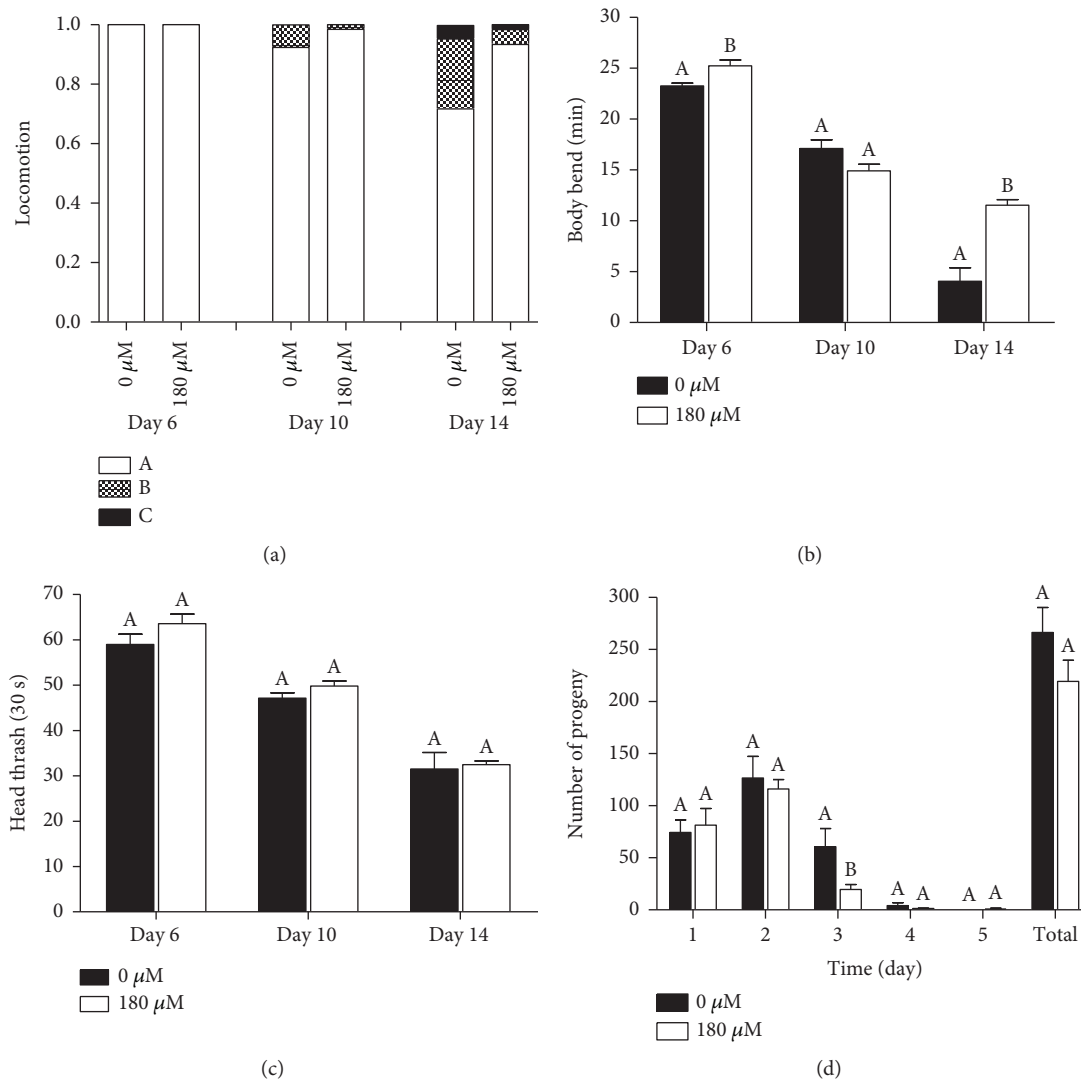 1.0
0.8
0.6
0.4
0.2
0.0
Locomotion
0 μM
180 μM
0 μM
180 μM
0 μM
180 μM
Day 6
Day 10
Day 14
A
B
C
(a)
30
25
20
15
10
5
0
Body bend (min)
A
B
A
A
A
B
Day 6
Day 10
Day 14
0 μM
180 μM
(b)
70
60
50
40
30
20
10
0
Head thrash (30 s)
A
A
A
A
A
A
Day 6
Day 10
Day 14
0 μM
180 μM
(c)
300
250
200
150
100
50
0
Number of progeny
A
A
A
A
A
B
A
A
A
A
A
A
1
2
3
4
5
Total
Time (day)
0 μM
180 μM
(d)